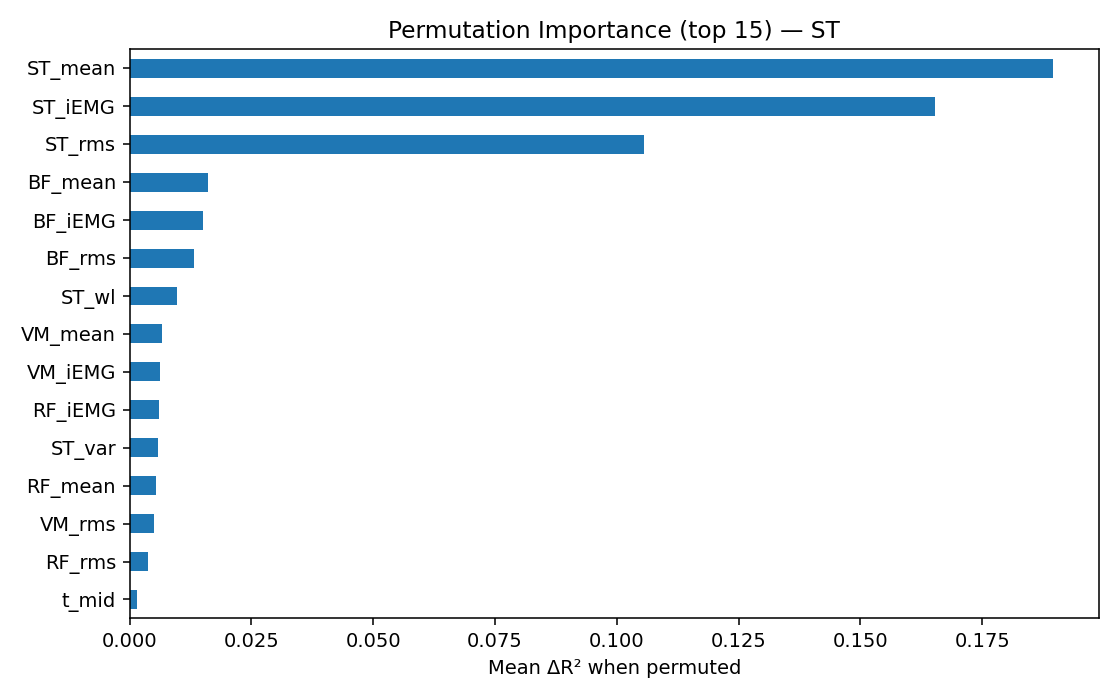 Permutation Importance (top 15) — ST
ST_mean
ST_iEMG
ST_rms
BF_mean
BF_iEMG
BF_rms
ST_wl
VM_mean
VM_iEMG
RF_iEMG
ST_var
RF_mean
VM_rms
RF_rms
t_mid
0.000 0.025 0.050 0.075 0.100 0.125 0.150 0.175
Mean ΔR² when permuted